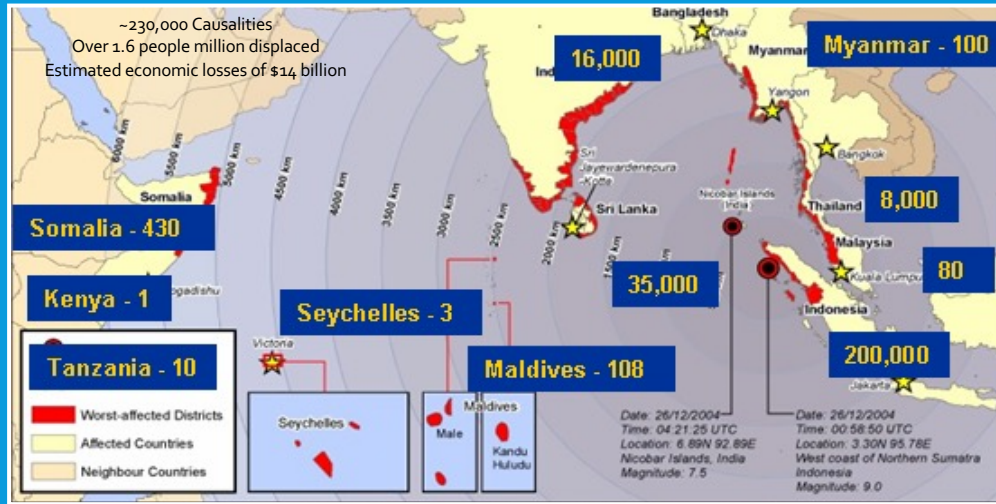 ~230,000 Causalities
Over 1.6 people million displaced
Estimated economic losses of $14 billion
Bangladesh
Dhaka
Myanmar
Myanmar - 100
16,000
Yangon
Bangkok
6000 km
5500 km
5000 km
4500 km
4000 km
3500 km
3000 km
2500
2000 km
1500
Sri
Jayewardenepura
-Kotte
Sri Lanka
Nicobar Islands
(India)
Thailand
8,000
Somalia
Somalia - 430
Malaysia
Kuala Lumpu
80
35,000
Indonesia
Kenya - 1
ogadishu
Seychelles - 3
Victoria
Tanzania - 10
Maldives - 108
200,000
Jakarta
Worst-affected Districts
Affected Countries
Neighbour Countries
Seychelles
Maldives
Male
Kandu
Huludu
Date: 26/12/2004
Time: 04:21:25 UTC
Location: 6.89N 92.89E
Nicobar Islands, India
Magnitude: 7.5
Date: 26/12/2004
Time: 00:58:50 UTC
Location: 3.30N 95.78E
West coast of Northern Sumatra
Indonesia
Magnitude: 9.0